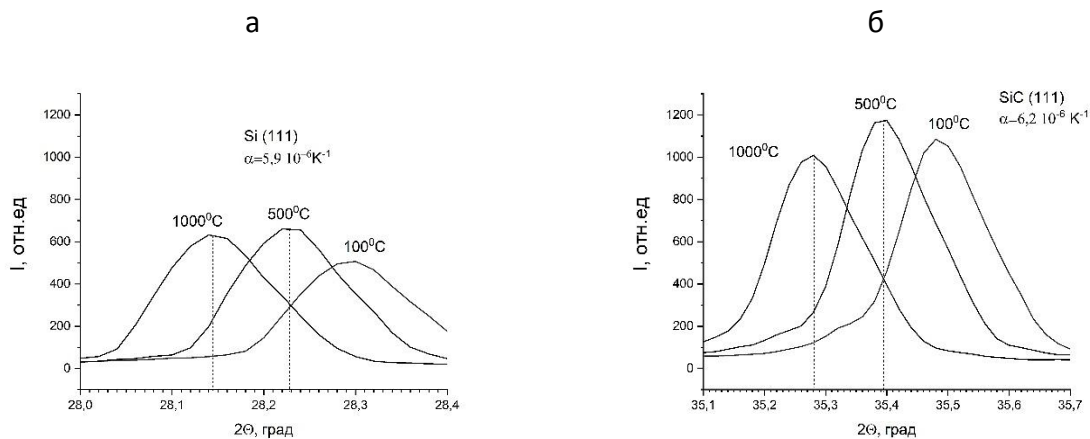 а
I, отн.ед
1200
1000
800
600
400
200
0
Si (111)
α=5,9 10⁻⁶K⁻¹
1000⁰C
500⁰C
100⁰C
28,0 28,1 28,2 28,3 28,4
2Θ, град
б
I, отн.ед
1200
1000
800
600
400
200
0
SiC (111)
α=6,2 10⁻⁶ K⁻¹
1000⁰C
500⁰C
100⁰C
35,1 35,2 35,3 35,4 35,5 35,6 35,7
2Θ, град